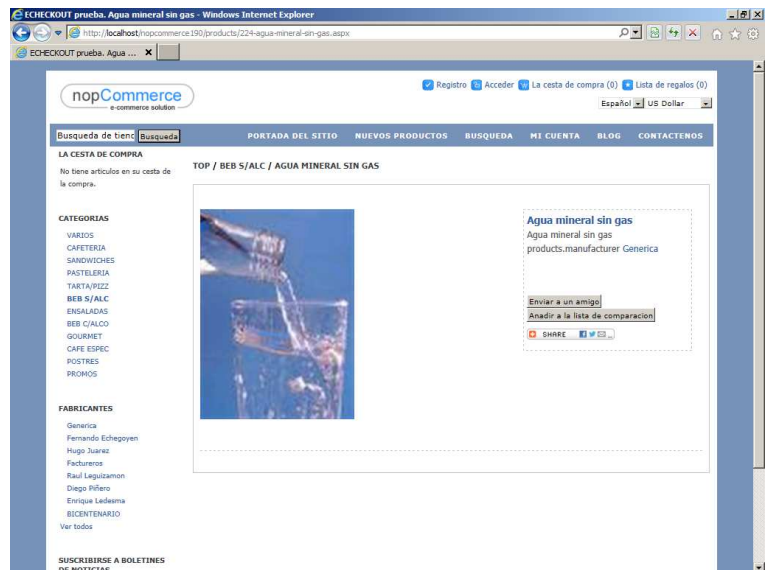 ECHECKOUT prueba. Agua mineral sin gas - Windows Internet Explorer
http://localhost/nopcommerce190/products/224-agua-mineral-sin-gas.aspx
ECHECKOUT prueba. Agua ...
nopCommerce
e-commerce solution
Registro Acceder La cesta de compra (0) Lista de regalos (0)
Español US Dollar
Busqueda de tienc Busqueda
PORTADA DEL SITIO NUEVOS PRODUCTOS BUSQUEDA MI CUENTA BLOG CONTACTENOS
LA CESTA DE COMPRA
No tiene articulos en su cesta de
la compra.
TOP / BEB S/ALC / AGUA MINERAL SIN GAS
CATEGORIAS
VARIOS
CAFETERIA
SANDWICHES
PASTELERIA
TARTA/PIZZ
BEB S/ALC
ENSALADAS
BEB C/ALCO
GOURMET
CAFE ESPEC
POSTRES
PROMOS
Agua mineral sin gas
Agua mineral sin gas
products.manufacturer Generica
Enviar a un amigo
Anadir a la lista de comparacion
SHARE
FABRICANTES
Generica
Fernando Echegoyen
Hugo Juarez
Factureros
Raul Leguizamon
Diego Piñero
Enrique Ledesma
BICENTENARIO
Ver todos
SUSCRIBIRSE A BOLETINES
DE NOTICIAS